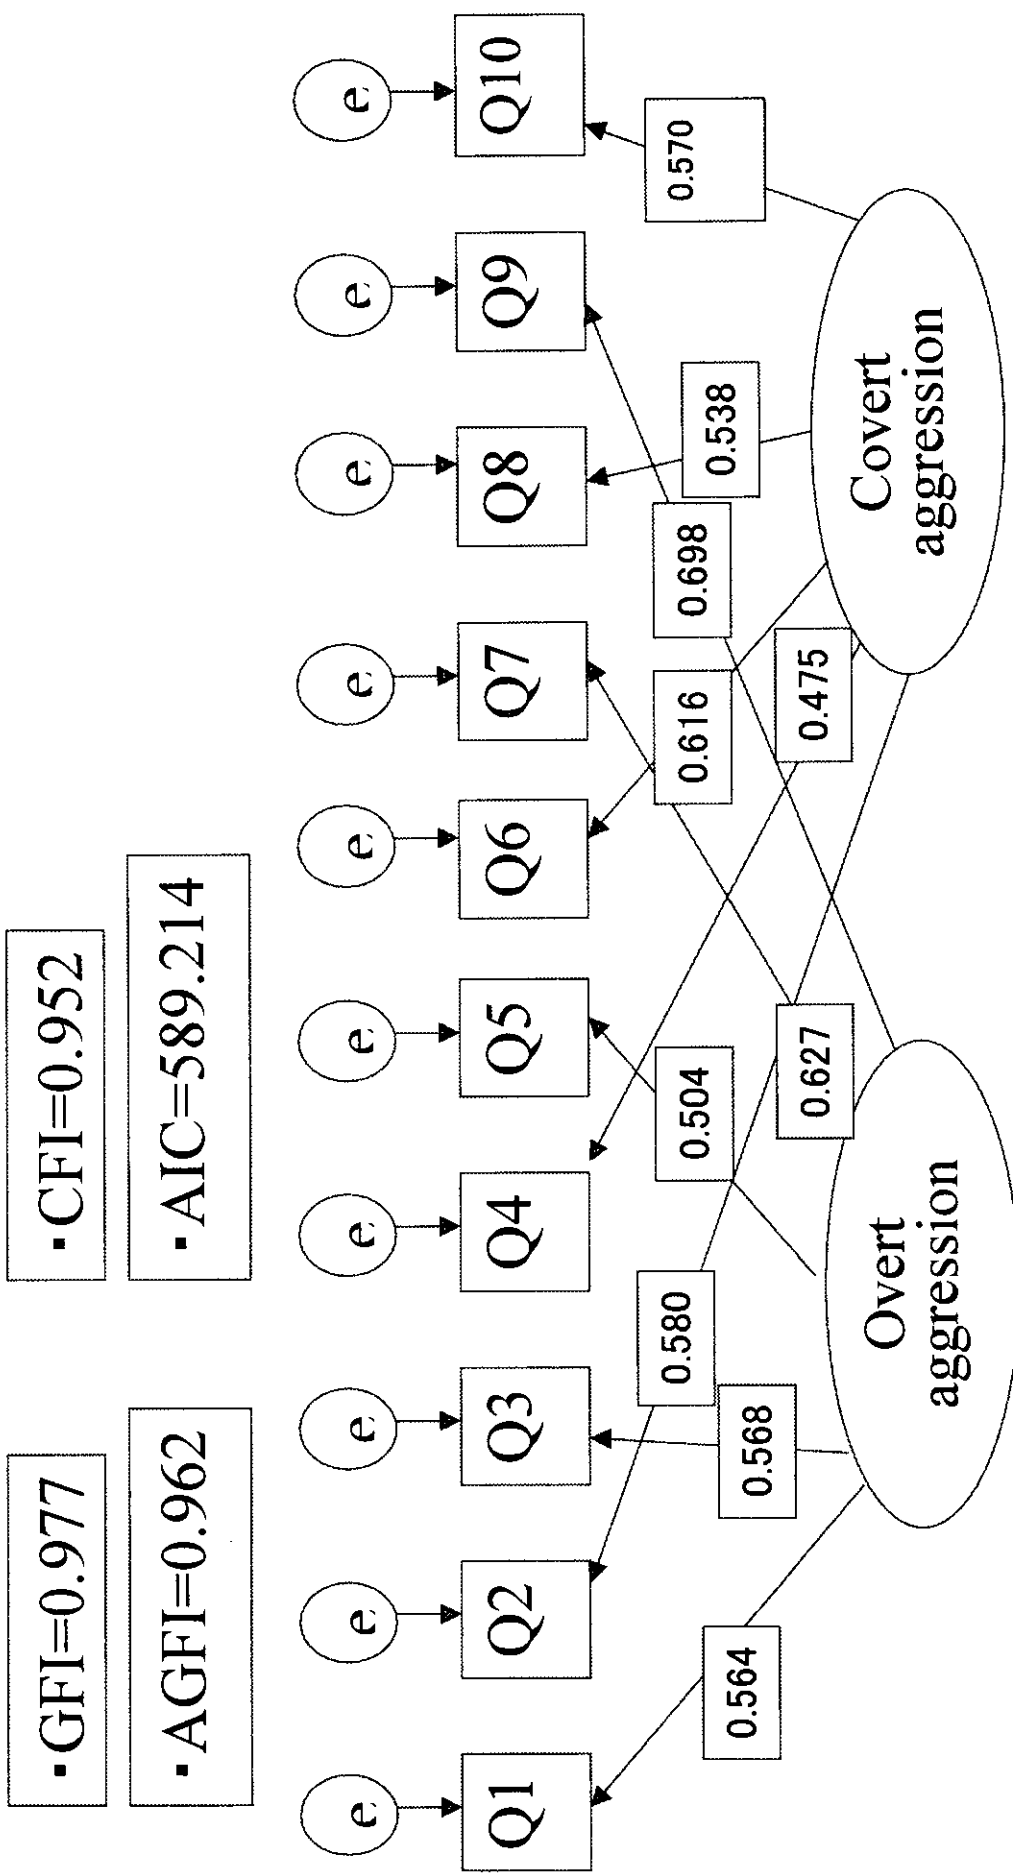 ・GFI=0.977
・CFI=0.952
・AGFI=0.962
・AIC=589.214
e
e
e
e
e
e
e
e
e
e
Q1
Q2
Q3
Q4
Q5
Q6
Q7
Q8
Q9
Q10
0.564
0.568
0.580
0.504
0.627
0.616
0.475
0.698
0.538
0.570
Overt
aggression
Covert
aggression